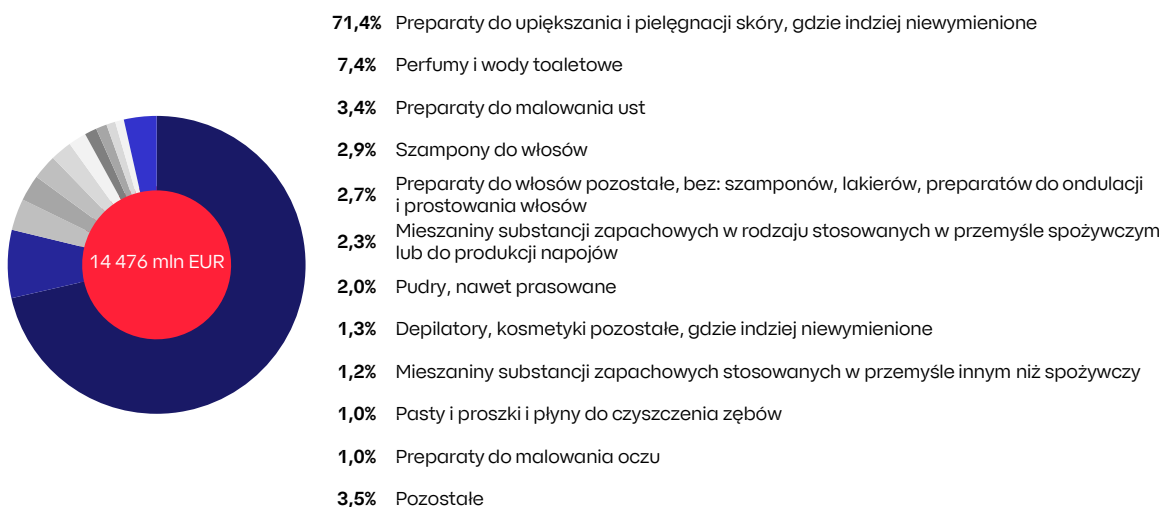 71,4% Preparaty do upiększania i pielęgnacji skóry, gdzie indziej niewymienione
7,4% Perfumy i wody toaletowe
3,4% Preparaty do malowania ust
2,9% Szampony do włosów
2,7% Preparaty do włosów pozostałe, bez: szamponów, lakierów, preparatów do ondulacji
i prostowania włosów
2,3% Mieszaniny substancji zapachowych w rodzaju stosowanych w przemyśle spożywczym
lub do produkcji napojów
14 476 mln EUR
2,0% Pudry, nawet prasowane
1,3% Depilatory, kosmetyki pozostałe, gdzie indziej niewymienione
1,2% Mieszaniny substancji zapachowych stosowanych w przemyśle innym niż spożywczy
1,0% Pasty i proszki i płyny do czyszczenia zębów
1,0% Preparaty do malowania oczu
3,5% Pozostałe